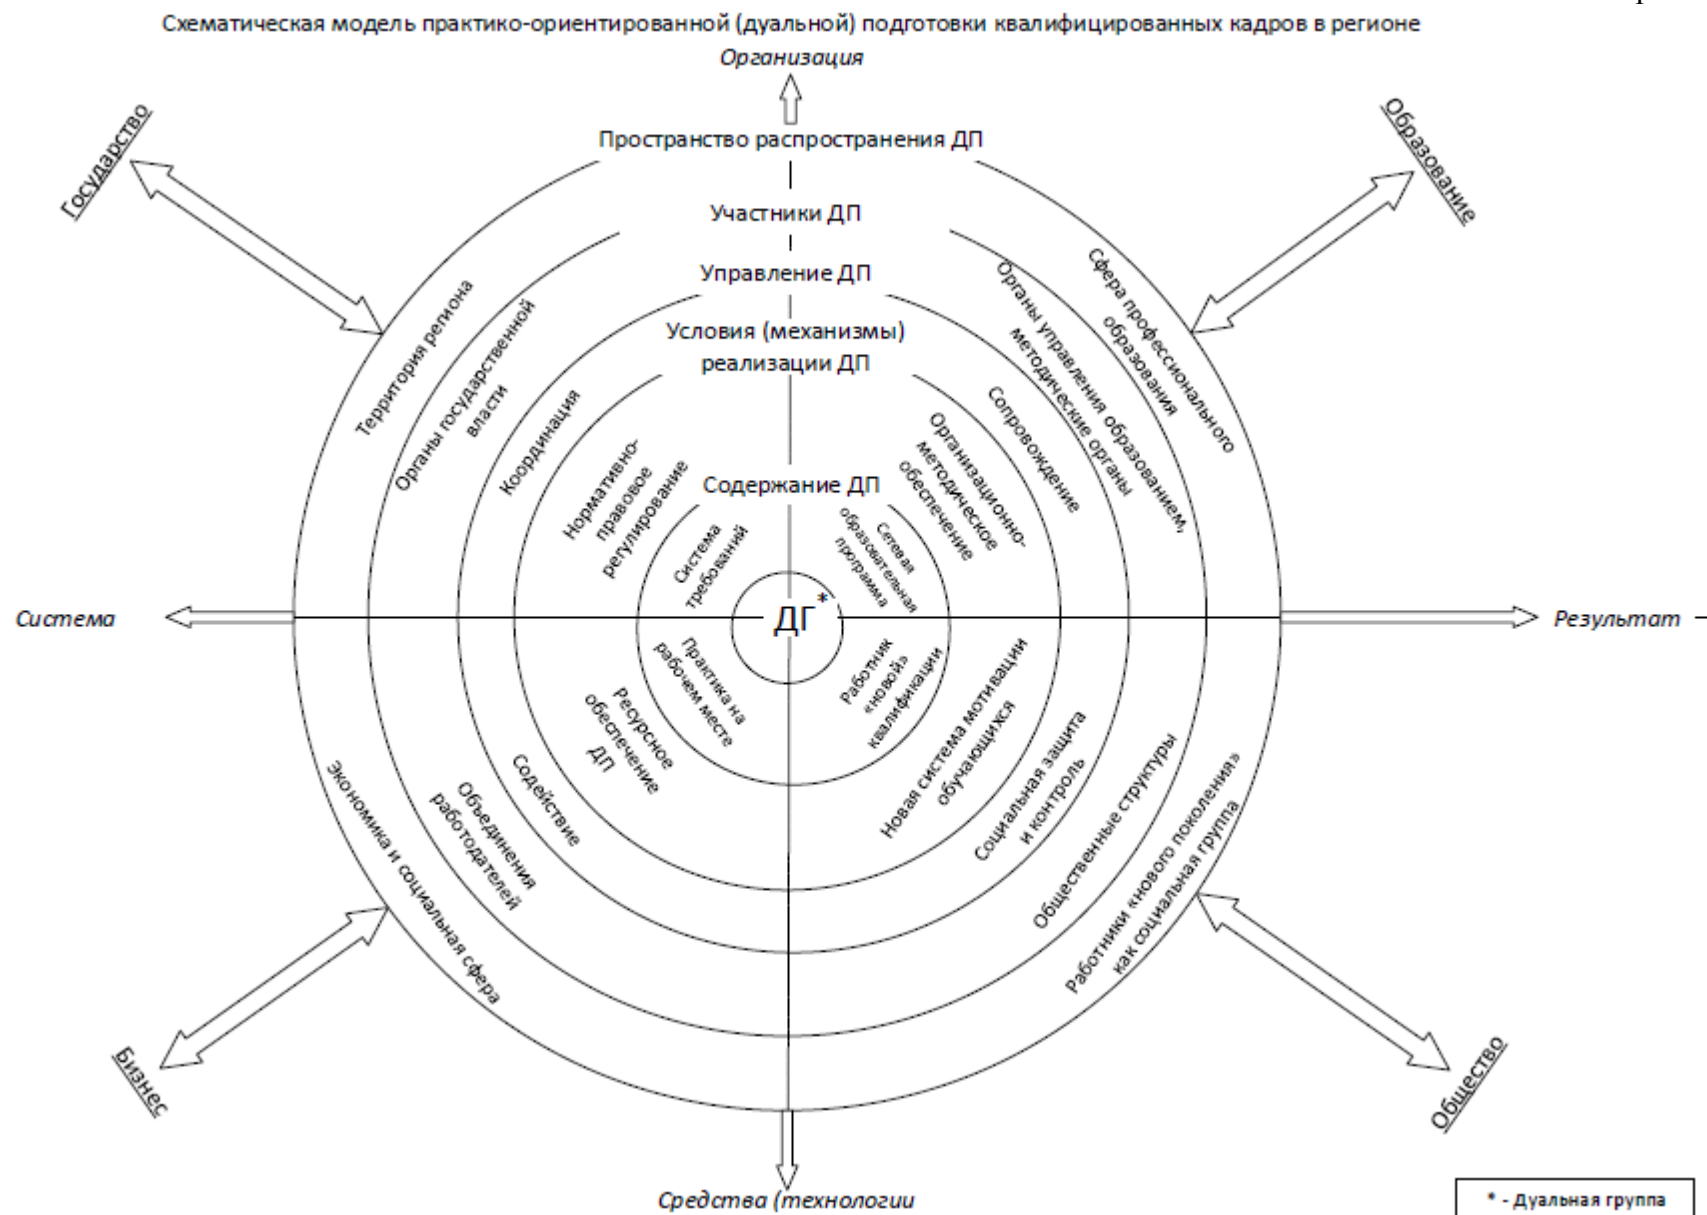 Схематическая модель практико-ориентированной (дуальной) подготовки квалифицированных кадров в регионе
Организация
Государство
Образование
Пространство распространения ДП
Участники ДП
Управление ДП
Условия (механизмы)
реализации ДП
Содержание ДП
Территория региона
Органы государственной
власти
Координация
Нормативно-
правовое
регулирование
Система
требований
Сфера профессионального
образования
Органы управления образованием,
методические органы
Сопровождение
Организационно-
методическое
обеспечение
Сетевая
образовательная
программа
ДГ*
Система
Результат
Практика на
рабочем месте
Ресурсное
обеспечение
ДП
Содействие
Объединения
работодателей
Экономика и социальная сфера
Работник
«новой»
квалификации
Новая система мотивации
обучающихся
Социальная защита
и контроль
Общественные структуры
Работники «нового поколения»
как социальная группа
Бизнес
Общество
Средства (технологии
* - Дуальная группа